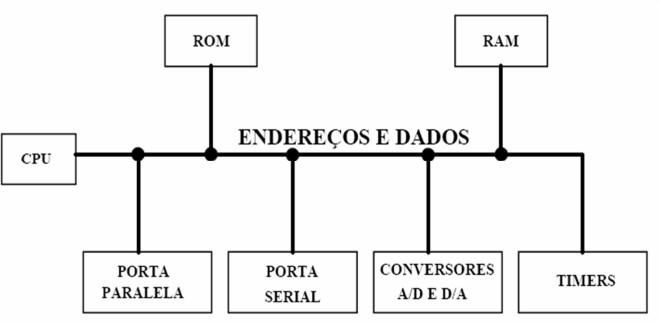 ROM
RAM
ENDEREÇOS E DADOS
CPU
PORTA
PARALELA
PORTA
SERIAL
CONVERSORES
A/D E D/A
TIMERS